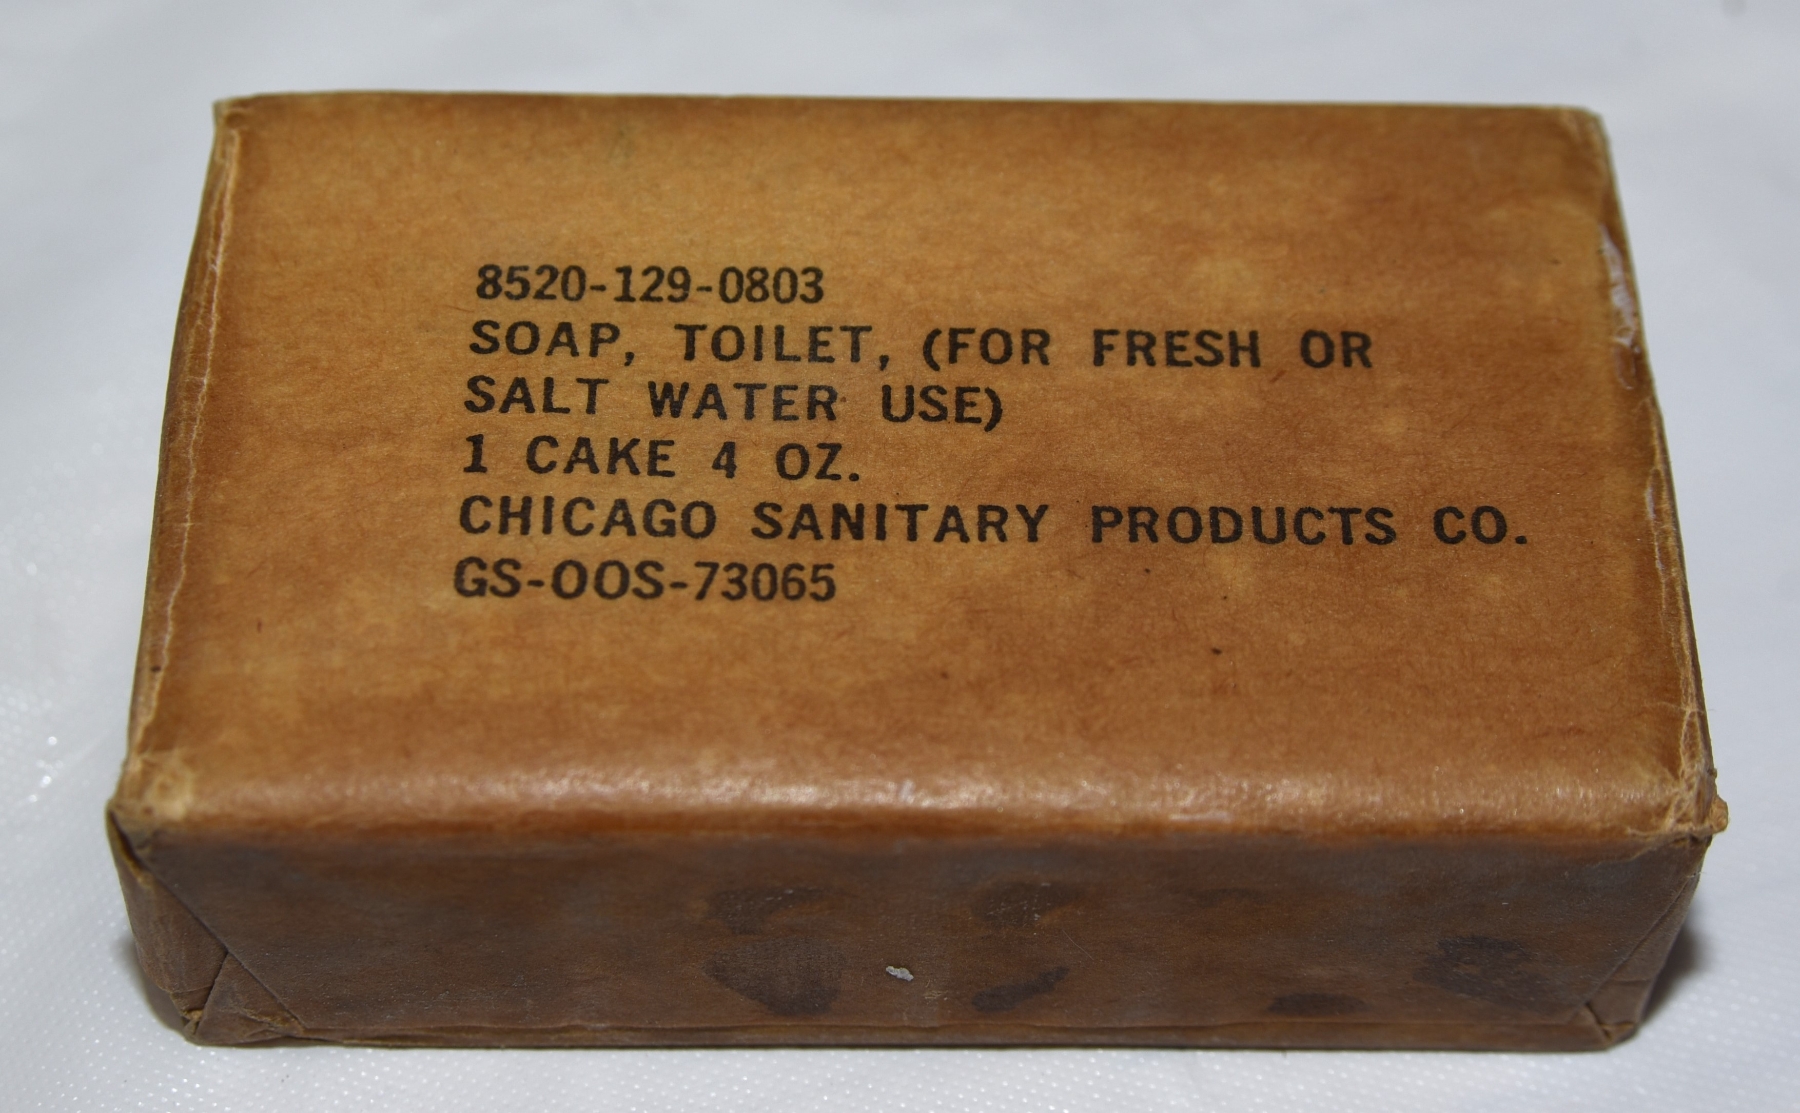 8520-129-0803
SOAP, TOILET, (FOR FRESH OR
SALT WATER USE)
1 CAKE 4 OZ.
CHICAGO SANITARY PRODUCTS CO.
GS-OOS-73065